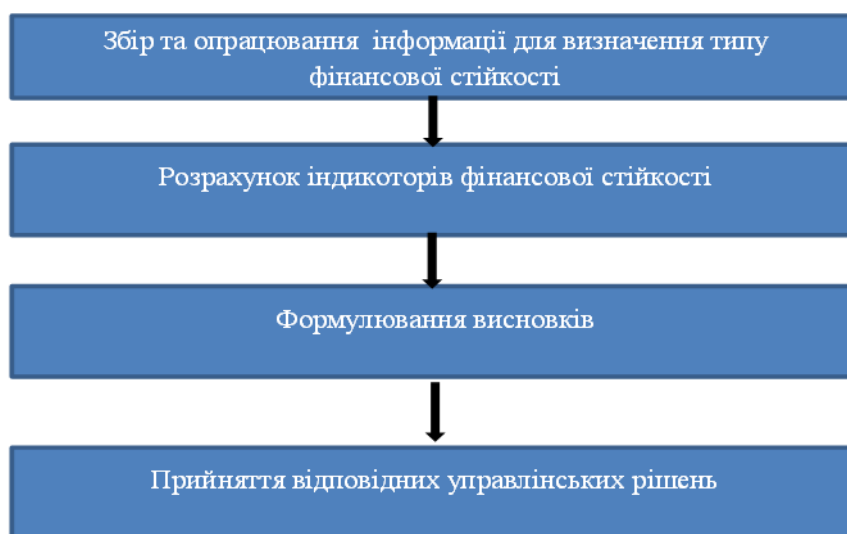 Збір та опрацювання інформації для визначення типу
фінансової стійкості
Розрахунок індикоторів фінансової стійкості
Формулювання висновків
Прийняття відповідних управлінських рішень